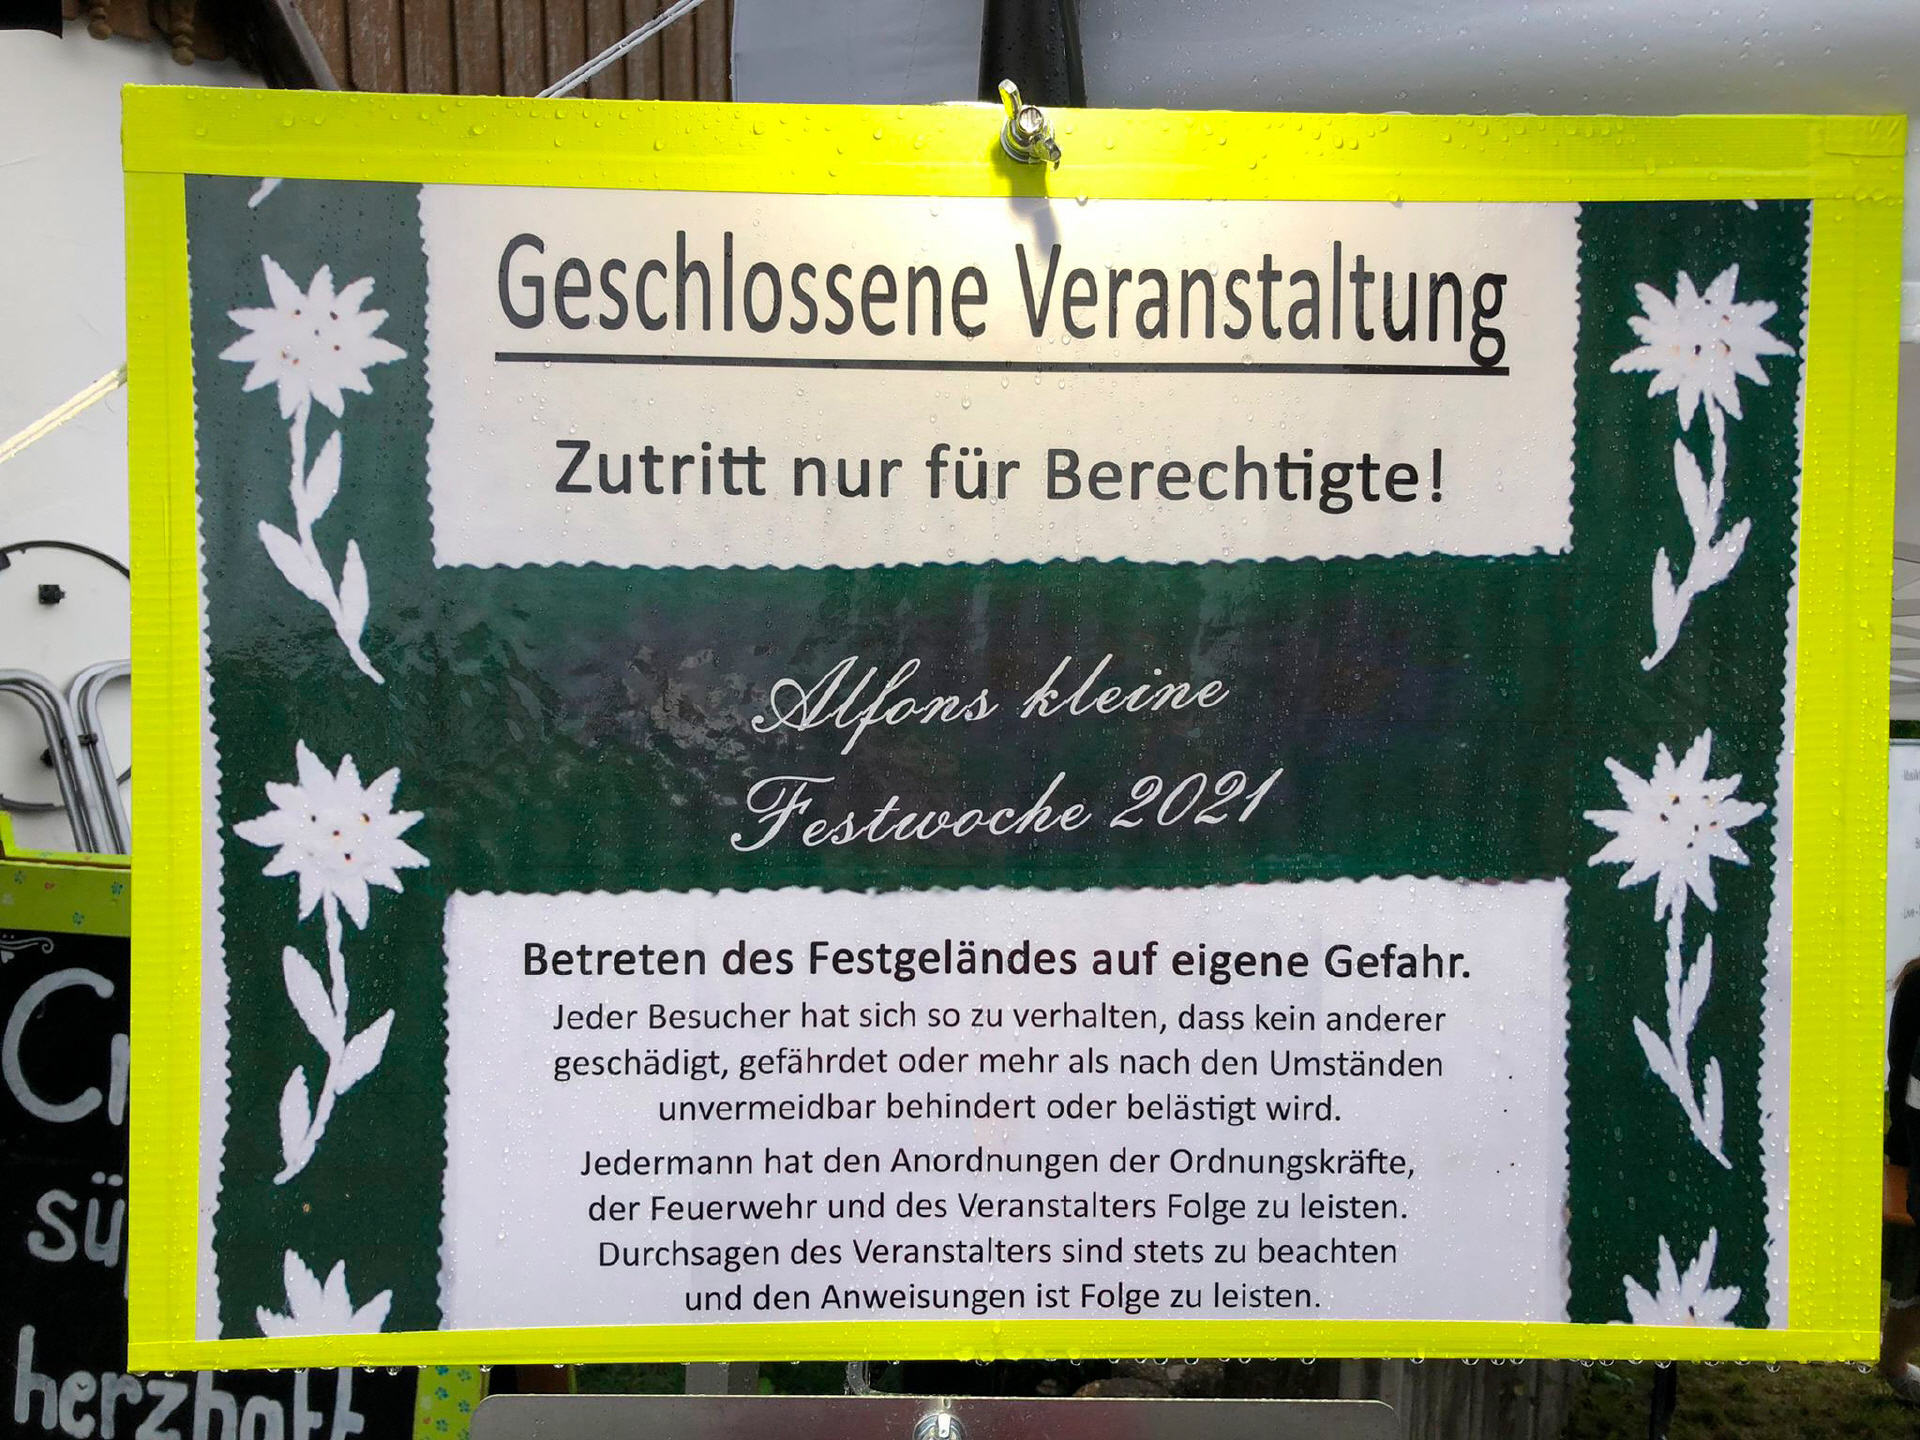 Geschlossene Veranstaltung
Zutritt nur für Berechtigte!
Alfons kleine
Festwoche 2021
Betreten des Festgeländes auf eigene Gefahr.
Jeder Besucher hat sich so zu verhalten, dass kein anderer
geschädigt, gefährdet oder mehr als nach den Umständen
unvermeidbar behindert oder belästigt wird.
Jedermann hat den Anordnungen der Ordnungskräfte,
der Feuerwehr und des Veranstalters Folge zu leisten.
Durchsagen des Veranstalters sind stets zu beachten
und den Anweisungen ist Folge zu leisten.
herzhaft